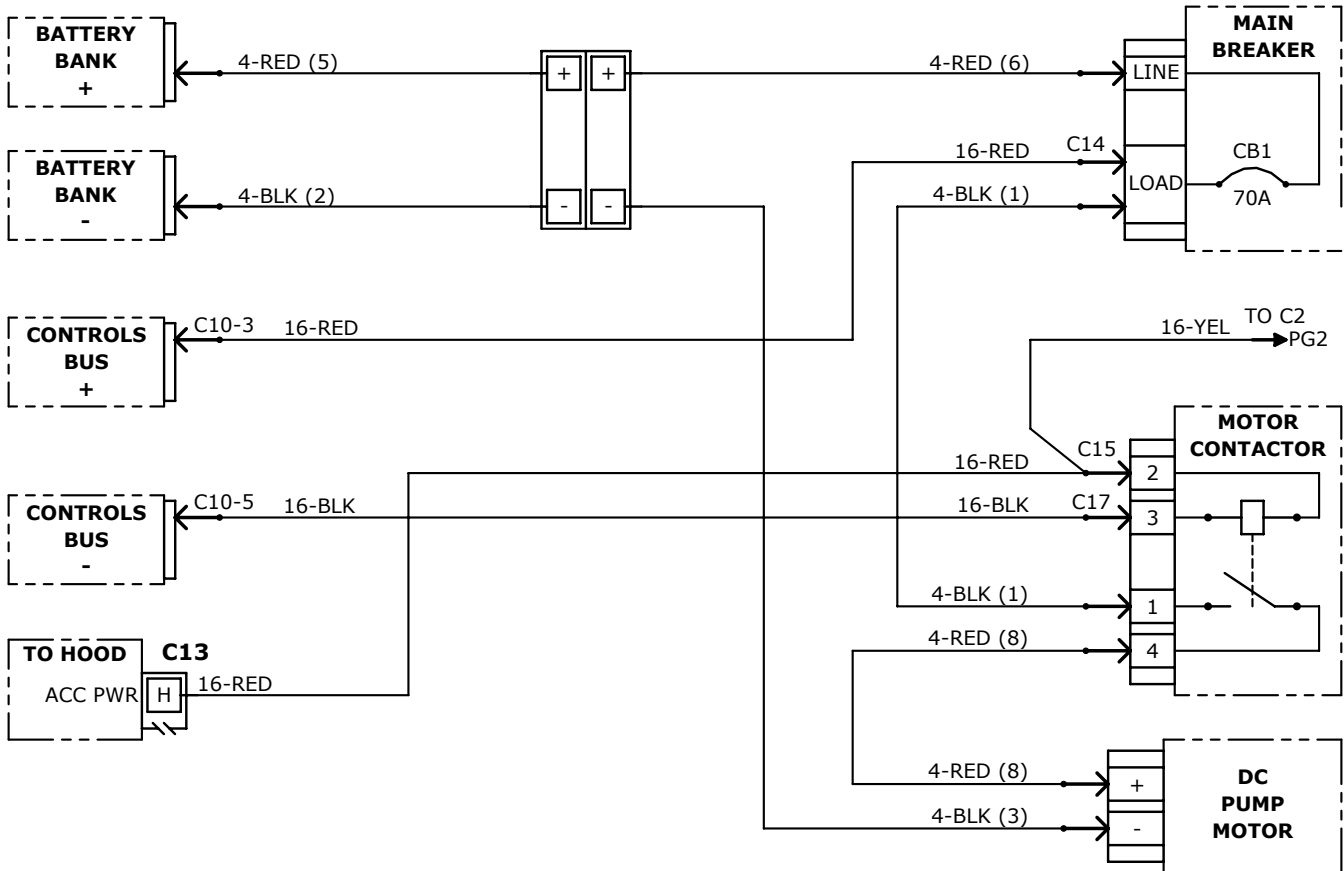 BATTERY
BANK
+
4-RED (5)
+ +
4-RED (6)
LINE
MAIN
BREAKER
BATTERY
BANK
-
4-BLK (2)
- -
16-RED
C14
4-BLK (1)
LOAD
CB1
70A
CONTROLS
BUS
+
C10-3
16-RED
16-YEL
TO C2
PG2
CONTROLS
BUS
-
C10-5
16-BLK
MOTOR
CONTACTOR
16-RED
C15
2
16-BLK
C17
3
4-BLK (1)
1
4-RED (8)
4
TO HOOD
C13
ACC PWR
H
16-RED
4-RED (8)
+
4-BLK (3)
-
DC
PUMP
MOTOR